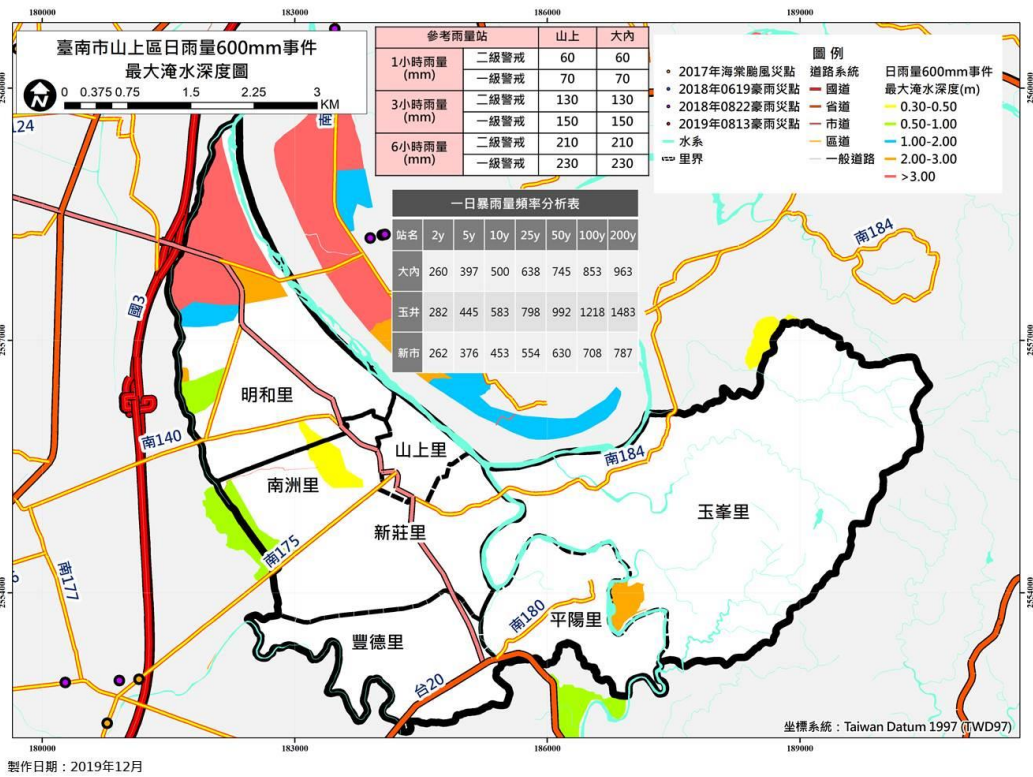 180000 183000 186000 189000
臺南市山上區日雨量600mm事件
最大淹水深度圖
N
0 0.375 0.75 1.5 2.25 3
KM
參考雨量站 山上 大內
1小時雨量
(mm)
二級警戒 60 60
一級警戒 70 70
3小時雨量
(mm)
二級警戒 130 130
一級警戒 150 150
6小時雨量
(mm)
二級警戒 210 210
一級警戒 230 230
圖例
2017年海棠颱風災點
2018年0619豪雨災點
2018年0822豪雨災點
2019年0813豪雨災點
水系
里界
道路系統
國道
省道
市道
區道
一般道路
日雨量600mm事件
最大淹水深度(m)
0.30-0.50
0.50-1.00
1.00-2.00
2.00-3.00
>3.00
一日暴雨量頻率分析表
站名 2y 5y 10y 25y 50y 100y 200y
大內 260 397 500 638 745 853 963
玉井 282 445 583 798 992 1218 1483
新市 262 376 453 554 630 708 787
2560000
2560000
124
南
南184
國3
2557000
2557000
明和里
南140
山上里
南184
南洲里
玉峯里
新莊里
南175
南177
6
2554000
2554000
南180
平陽里
豐德里
台20
坐標系統：Taiwan Datum 1997 (TWD97)
180000 183000 186000 189000
製作日期：2019年12月